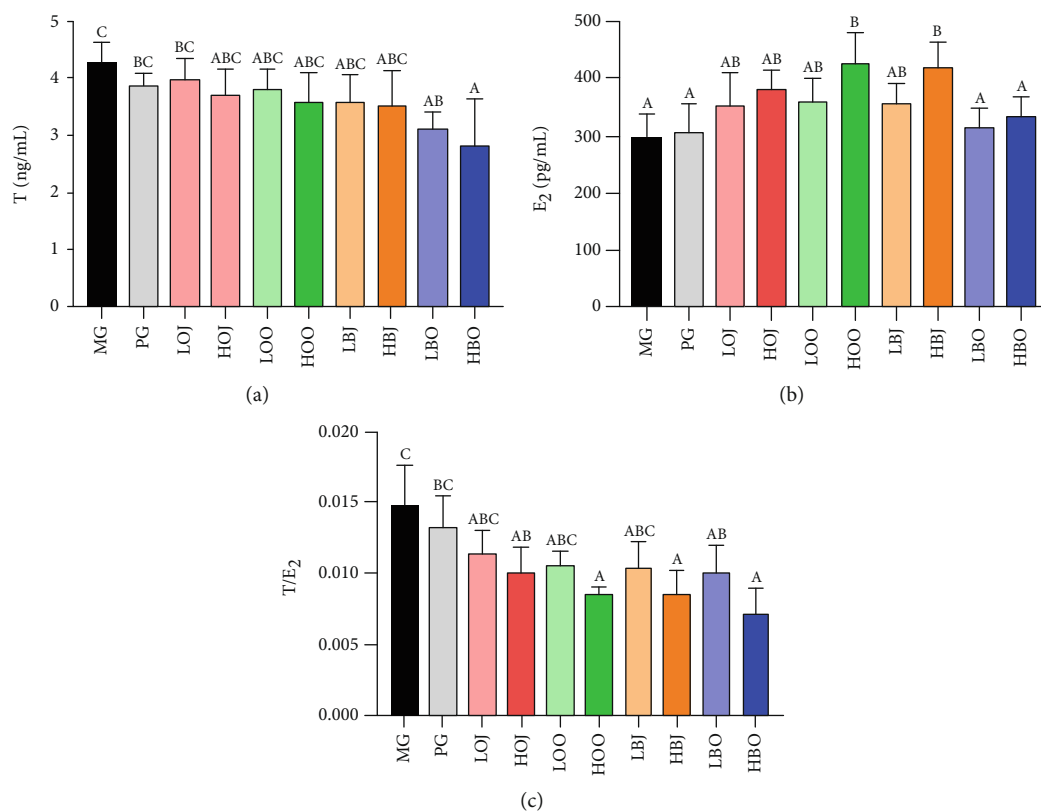 5
4
3
2
1
0
T (ng/mL)
C
BC
BC
ABC
ABC
ABC
ABC
ABC
AB
A
MG
PG
LOJ
HOJ
LOO
HOO
LBJ
HBJ
LBO
HBO
(a)
500
400
300
200
100
0
E₂ (pg/mL)
A
A
AB
AB
AB
B
AB
B
A
A
MG
PG
LOJ
HOJ
LOO
HOO
LBJ
HBJ
LBO
HBO
(b)
0.020
0.015
0.010
0.005
0.000
T/E₂
C
BC
ABC
AB
ABC
A
ABC
A
AB
A
MG
PG
LOJ
HOJ
LOO
HOO
LBJ
HBJ
LBO
HBO
(c)